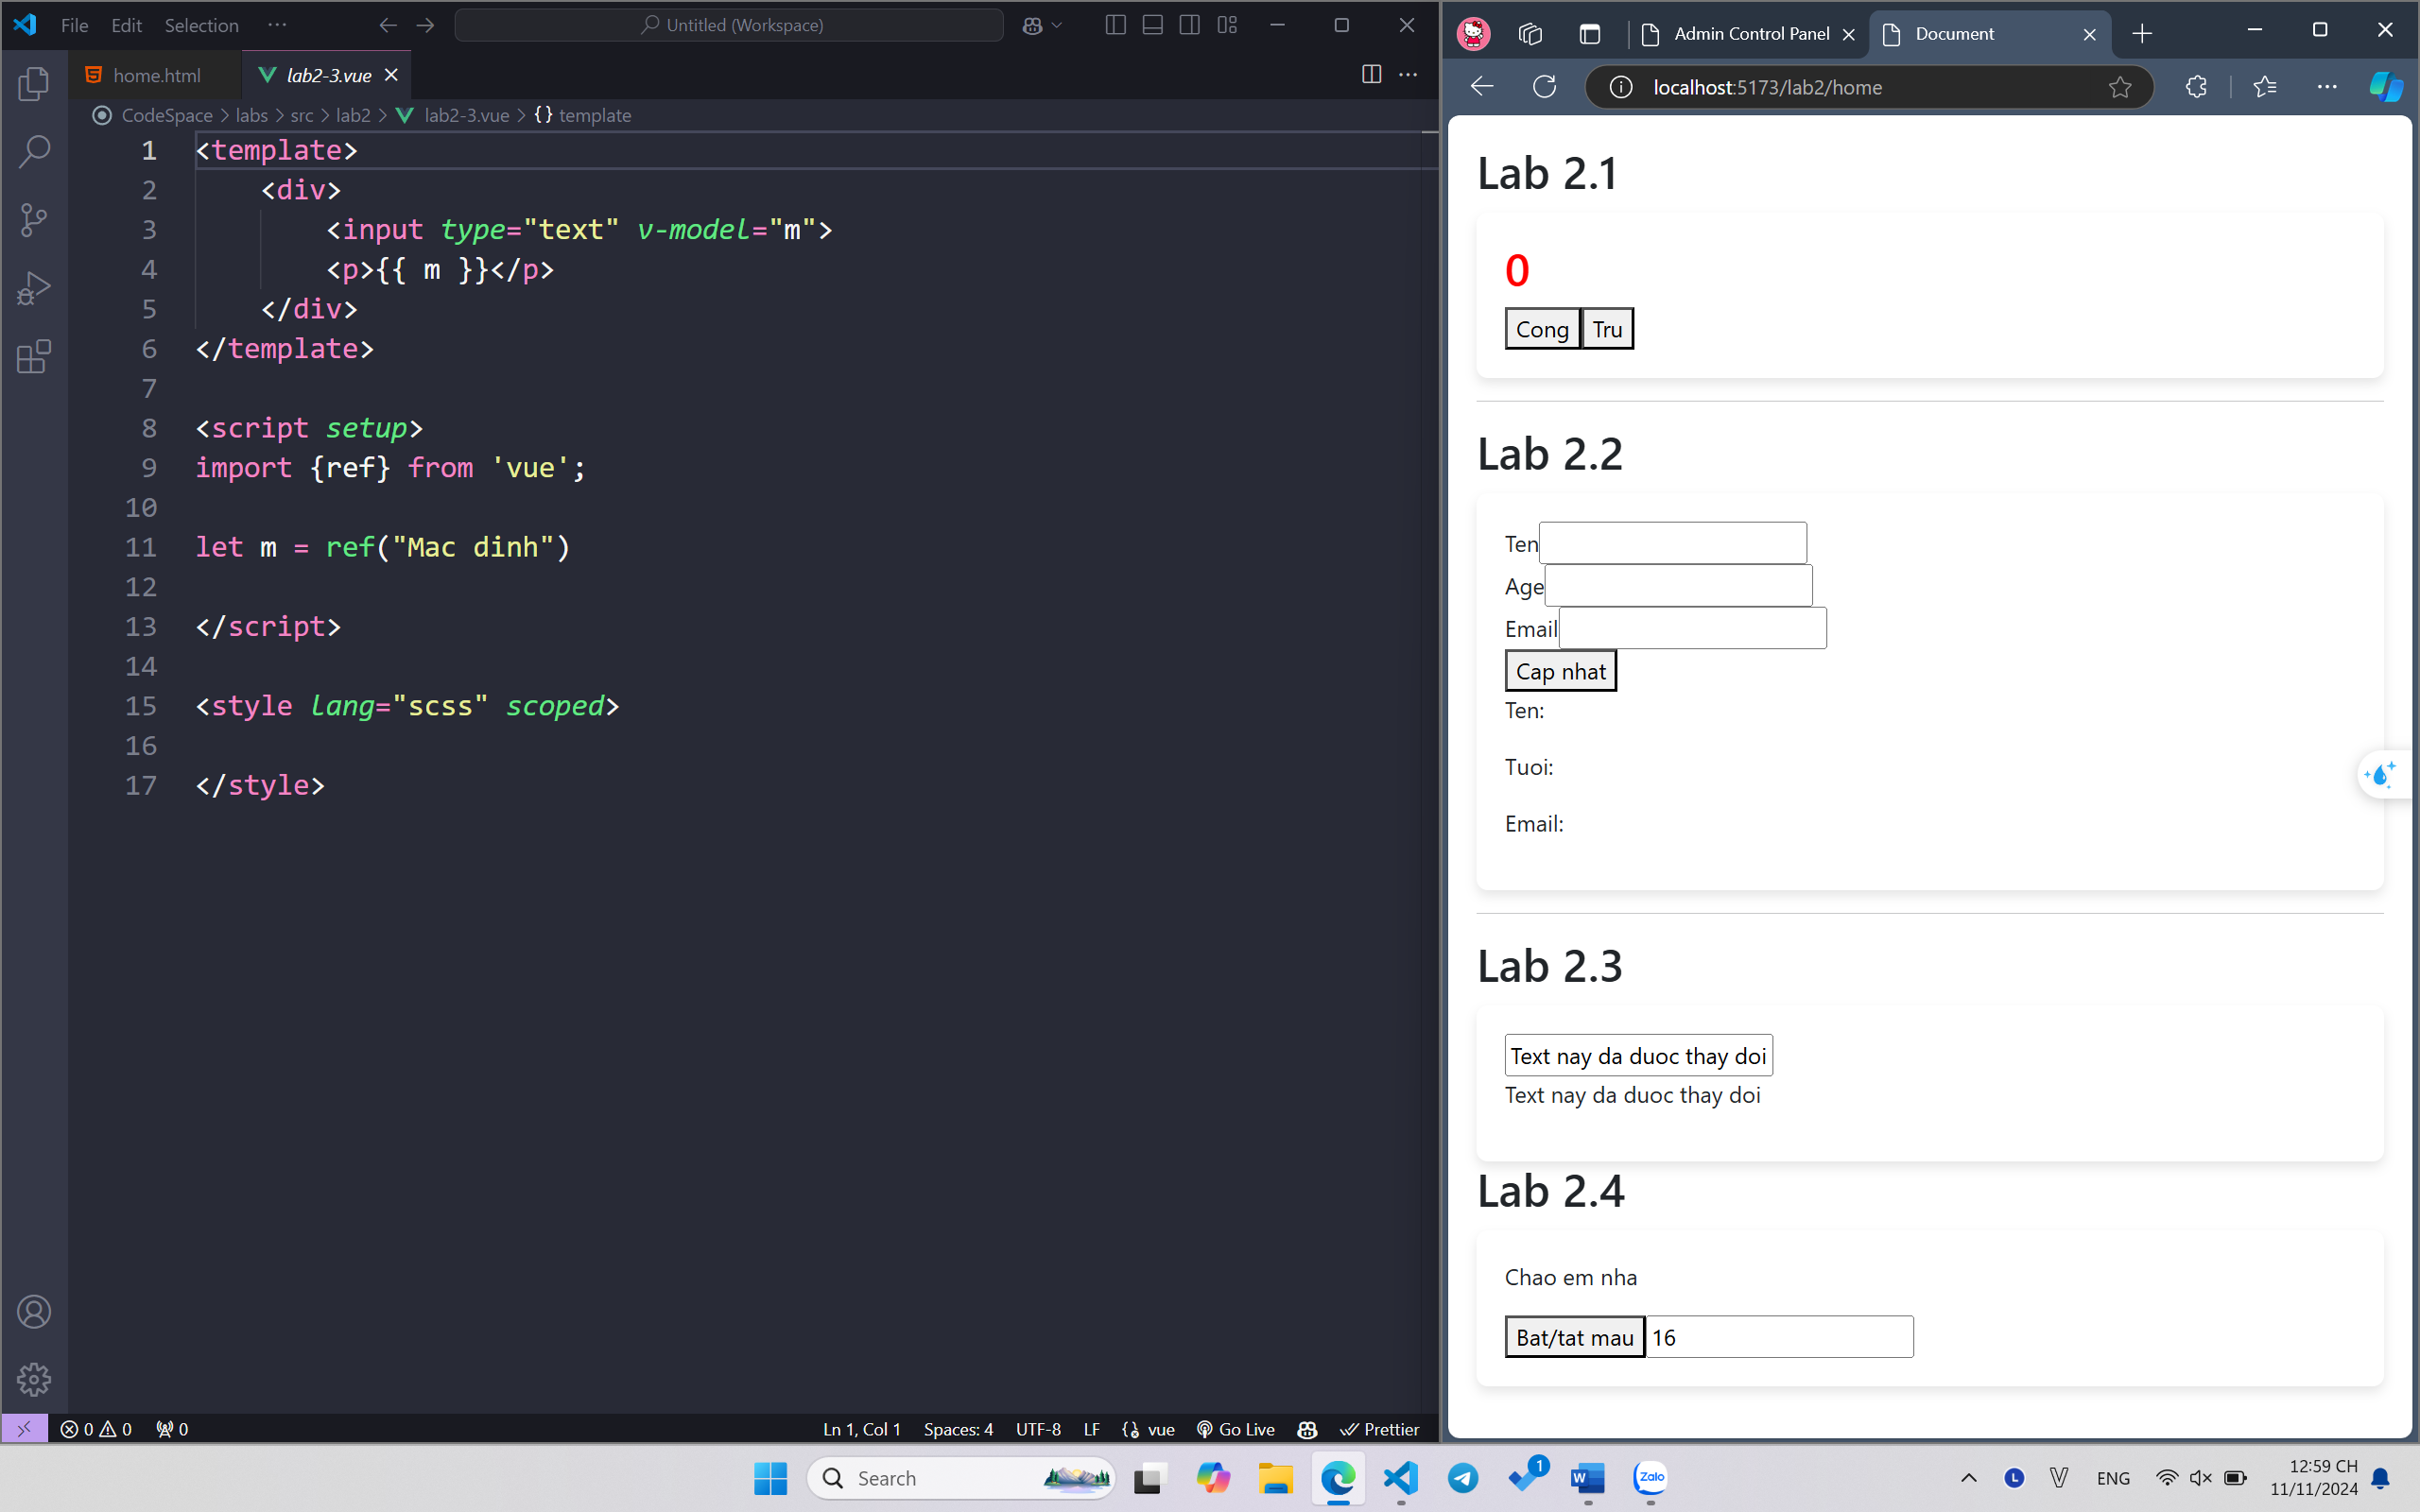 File Edit Selection ··· Untitled (Workspace)
home.html lab2-3.vue
CodeSpace > labs > src > lab2 > lab2-3.vue > {} template
1 <template>
2 <div>
3 <input type="text" v-model="m">
4 <p>{{ m }}</p>
5 </div>
6 </template>
7
8 <script setup>
9 import {ref} from 'vue';
10
11 let m = ref("Mac dinh")
12
13 </script>
14
15 <style lang="scss" scoped>
16
17 </style>
0 0 0 Ln 1, Col 1 Spaces: 4 UTF-8 LF vue Go Live Prettier
Admin Control Panel Document
localhost:5173/lab2/home
Lab 2.1
0
Cong Tru
Lab 2.2
Ten
Age
Email
Cap nhat
Ten:
Tuoi:
Email:
Lab 2.3
Text nay da duoc thay doi
Text nay da duoc thay doi
Lab 2.4
Chao em nha
Bat/tat mau 16
Search 1 W Zalo L V ENG 12:59 CH
11/11/2024